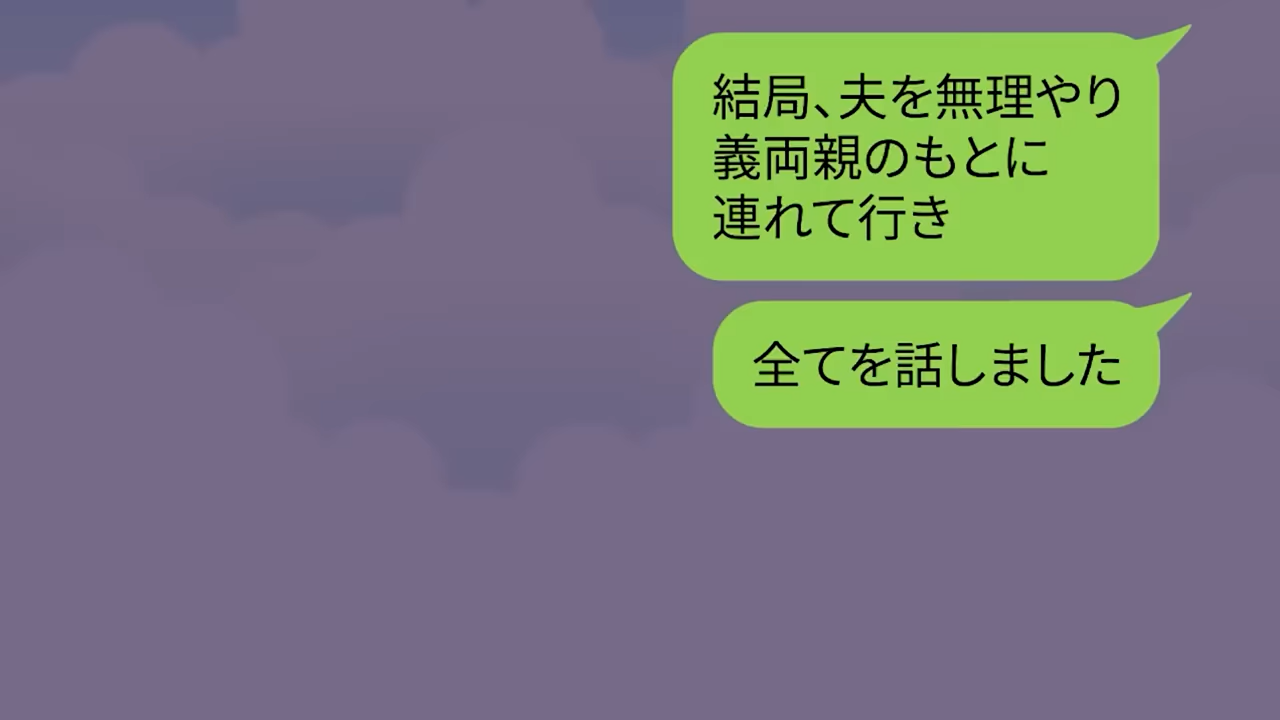 結局、夫を無理やり
義両親のもとに
連れて行き
全てを話しました